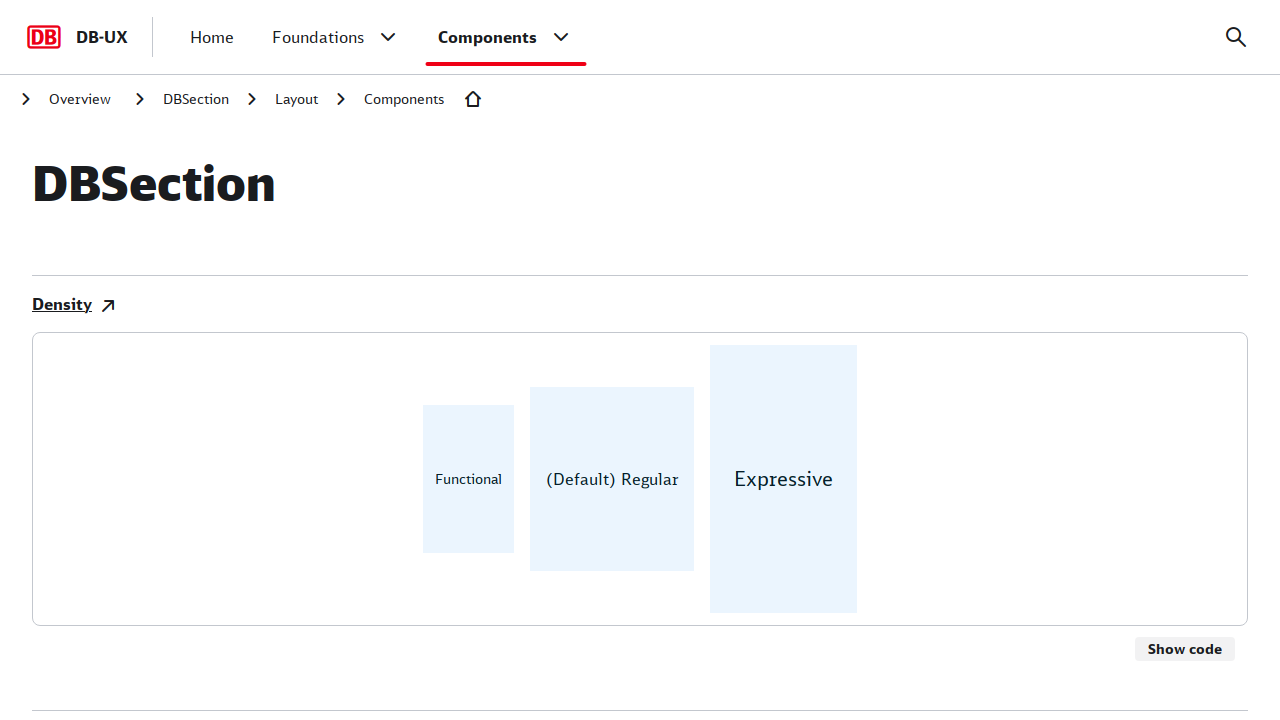 DB DB-UX Home Foundations Components
Overview DBSection Layout Components
DBSection
Density
Functional (Default) Regular Expressive
Show code